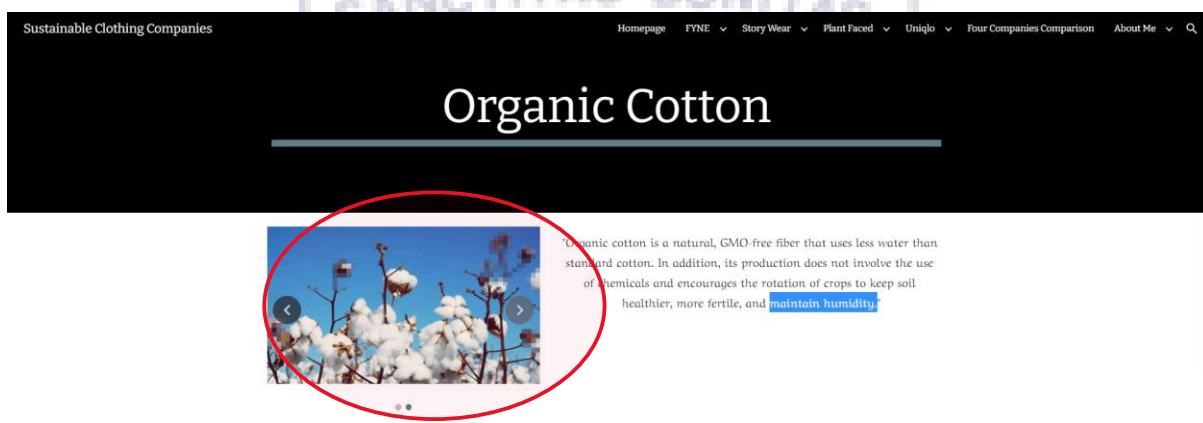 Sustainable Clothing Companies Homepage FYNE Story Wear Plant Faced Uniqlo Four Companies Comparison About Me
Organic Cotton
"Organic cotton is a natural, GMO-free fiber that uses less water than
standard cotton. In addition, its production does not involve the use
of chemicals and encourages the rotation of crops to keep soil
healthier, more fertile, and maintain humidity."